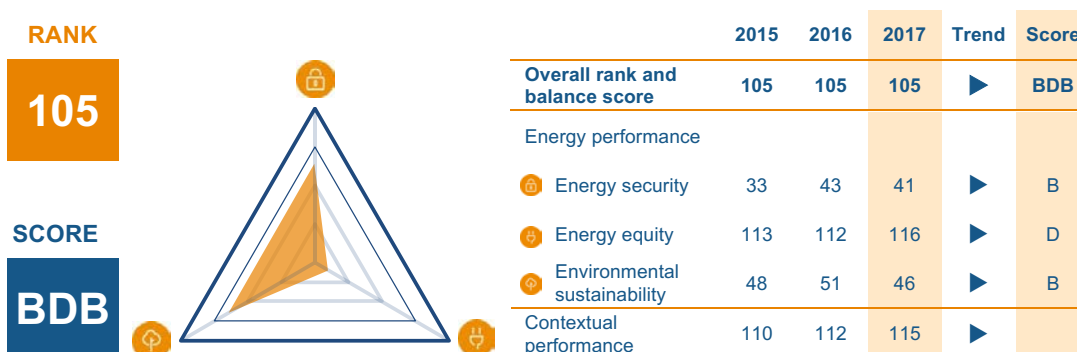 RANK
105
SCORE
BDB
2015 2016 2017 Trend Score
Overall rank and
balance score 105 105 105 BDB
Energy performance
Energy security 33 43 41 B
Energy equity 113 112 116 D
Environmental
sustainability 48 51 46 B
Contextual
performance 110 112 115